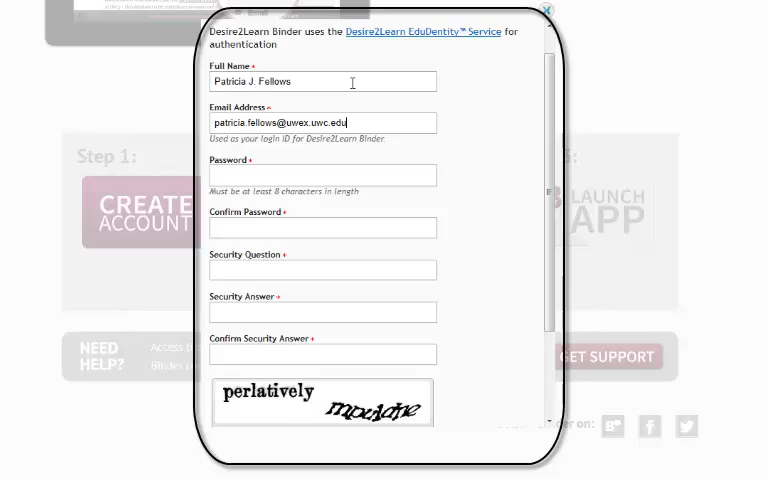 Desire2Learn Binder uses the Desire2Learn EduDentity™ Service for
authentication
Full Name *
Patricia J. Fellows
Email Address *
patricia.fellows@uwex.uwc.edu
Used as your login ID for Desire2Learn Binder
Password *
Must be at least 8 characters in length
Confirm Password *
Security Question *
Security Answer *
Confirm Security Answer *
perlatively
Step 1:
CREATE
ACCOUNT
LAUNCH
APP
NEED
HELP?
Access
Binder
GET SUPPORT
on: